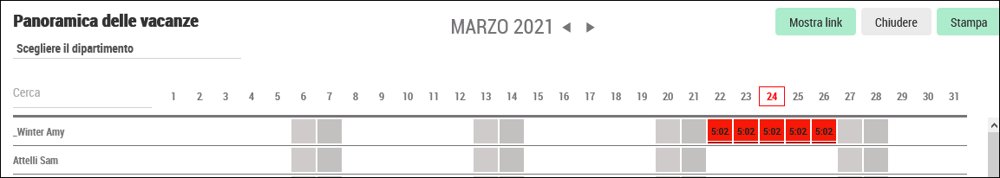 Panoramica delle vacanze
MARZO 2021
Mostra link
Chiudere
Stampa
Scegliere il dipartimento
Cerca
1 2 3 4 5 6 7 8 9 10 11 12 13 14 15 16 17 18 19 20 21 22 23 24 25 26 27 28 29 30 31
_Winter Amy 5:02 5:02 5:02 5:02 5:02
Attelli Sam